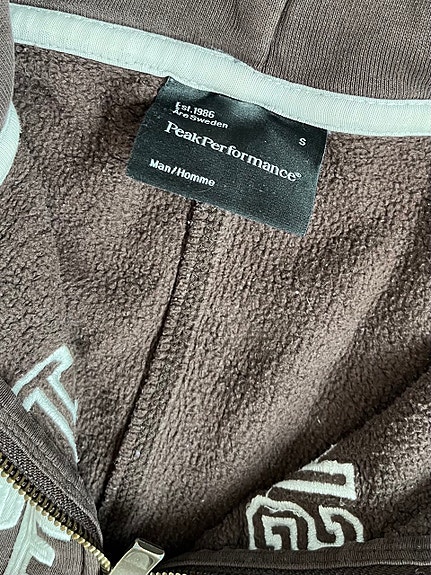 Est.1986
Åre Sweden
PeakPerformance®
S
Man/Homme